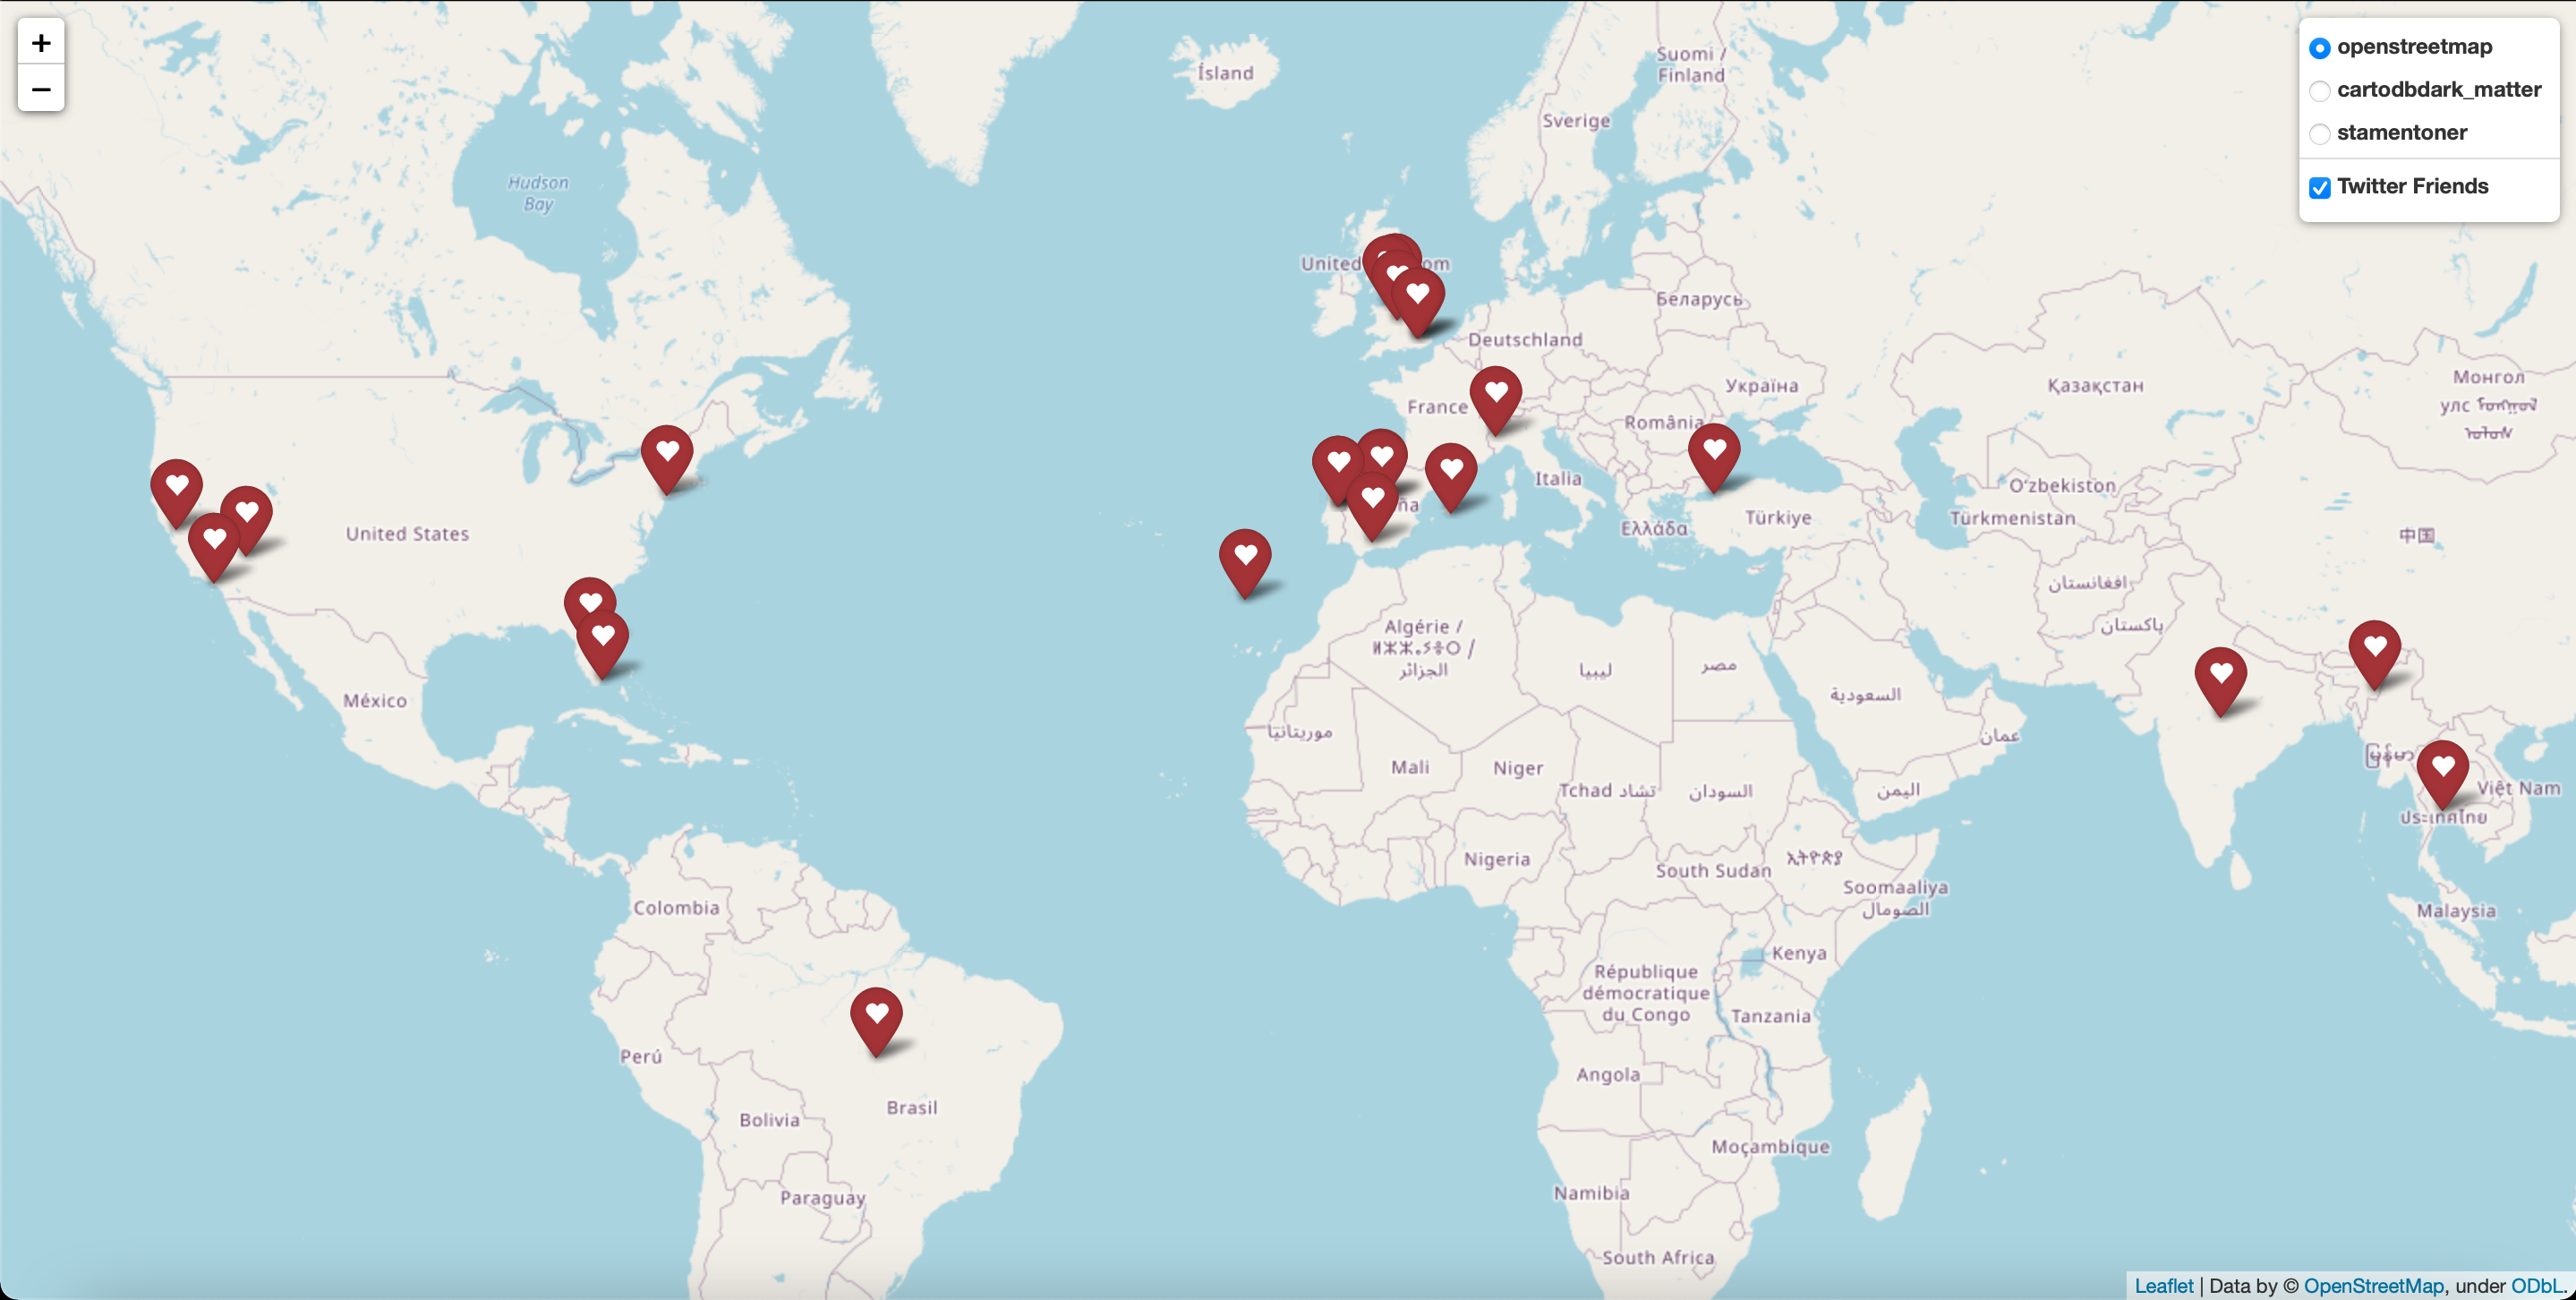 +
−
openstreetmap
cartodbdark_matter
stamentoner
Twitter Friends
Ísland
Suomi /
Finland
Sverige
Hudson
Bay
United
om
Беларусь
Deutschland
Україна
Қазақстан
Монгол
улс
France
România
Italia
O'zbekiston
Türkmenistan
Türkiye
Ελλάδα
ña
United States
中国
افغانستان
پاکستان
Algérie /
ⵍⵣⵣⴰⵢⴻⵔ /
الجزائر
ليبيا
مصر
السعودية
México
موريتانيا
عمان
Mali
Niger
Tchad تشاد
السودان
اليمن
Việt Nam
ประเทศไทย
Nigeria
South Sudan
ኢትዮጵያ
Soomaaliya
الصومال
Colombia
Malaysia
Kenya
République
démocratique
du Congo
Tanzania
Perú
Angola
Brasil
Bolivia
Moçambique
Paraguay
Namibia
South Africa
Leaflet | Data by © OpenStreetMap, under ODbL.